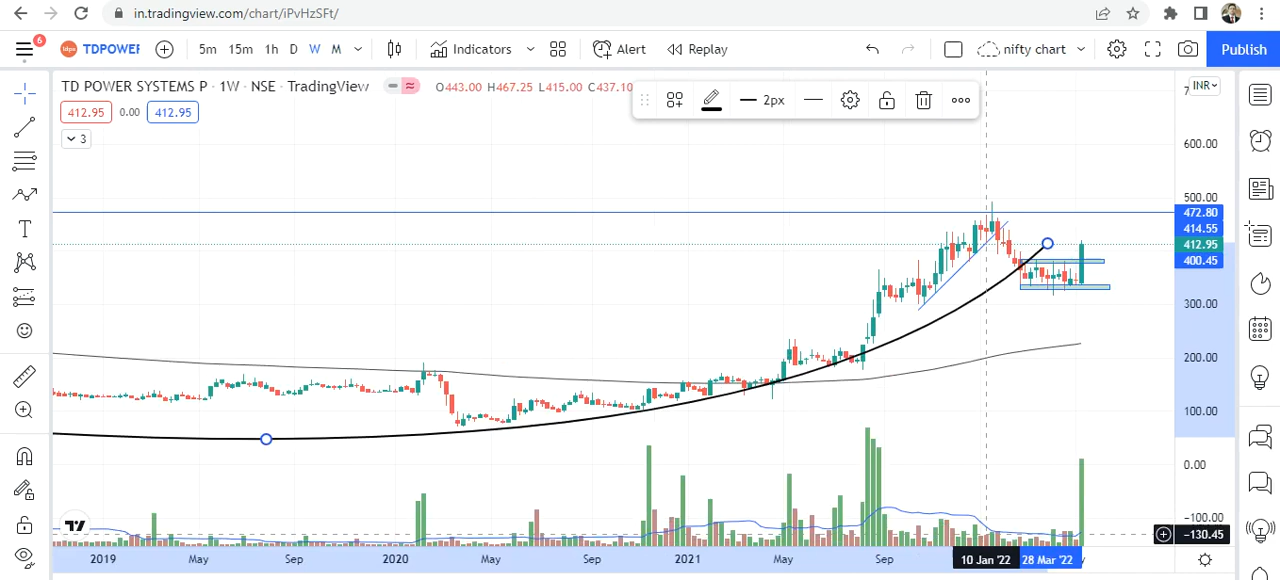 in.tradingview.com/chart/iPvHzSFt/
6
tdps TDPOWER 5m 15m 1h D W M Indicators Alert Replay nifty chart Publish
TD POWER SYSTEMS P · 1W · NSE · TradingView O443.00 H467.25 L415.00 C437.10
2px
INR
412.95 0.00 412.95
3
600.00
500.00
472.80
414.55
412.95
400.45
300.00
200.00
100.00
0.00
-100.00
-130.45
2019 May Sep 2020 May Sep 2021 May Sep 10 Jan '22 28 Mar '22